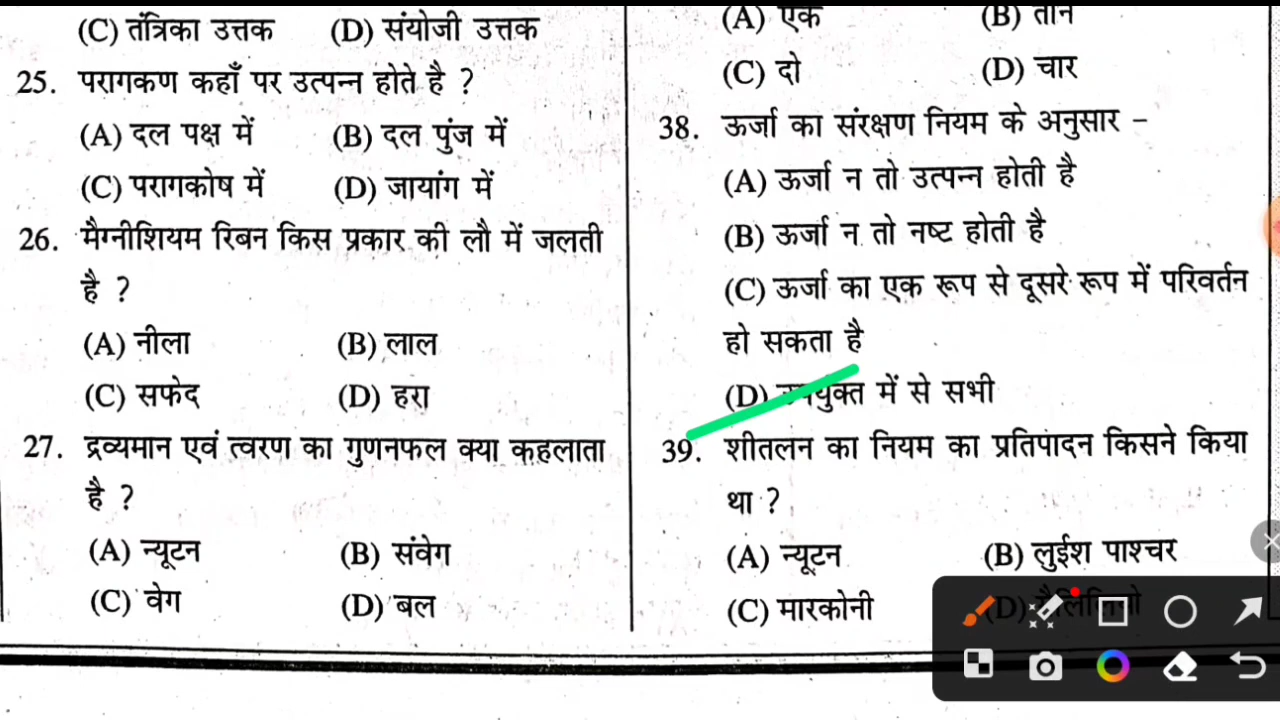 (C) तंत्रिका उत्तक (D) संयोजी उत्तक
25. परागकण कहाँ पर उत्पन्न होते है ?
(A) दल पक्ष में (B) दल पुंज में
(C) परागकोष में (D) जायांग में
26. मैग्नीशियम रिबन किस प्रकार की लौ में जलती
है ?
(A) नीला (B) लाल
(C) सफेद (D) हरा
27. द्रव्यमान एवं त्वरण का गुणनफल क्या कहलाता
है ?
(A) न्यूटन (B) संवेग
(C) वेग (D) बल
(A) एक (B) तीन
(C) दो (D) चार
38. ऊर्जा का संरक्षण नियम के अनुसार –
(A) ऊर्जा न तो उत्पन्न होती है
(B) ऊर्जा न तो नष्ट होती है
(C) ऊर्जा का एक रूप से दूसरे रूप में परिवर्तन
हो सकता है
(D) उपर्युक्त में से सभी
39. शीतलन का नियम का प्रतिपादन किसने किया
था ?
(A) न्यूटन (B) लुईश पाश्चर
(C) मारकोनी (D)